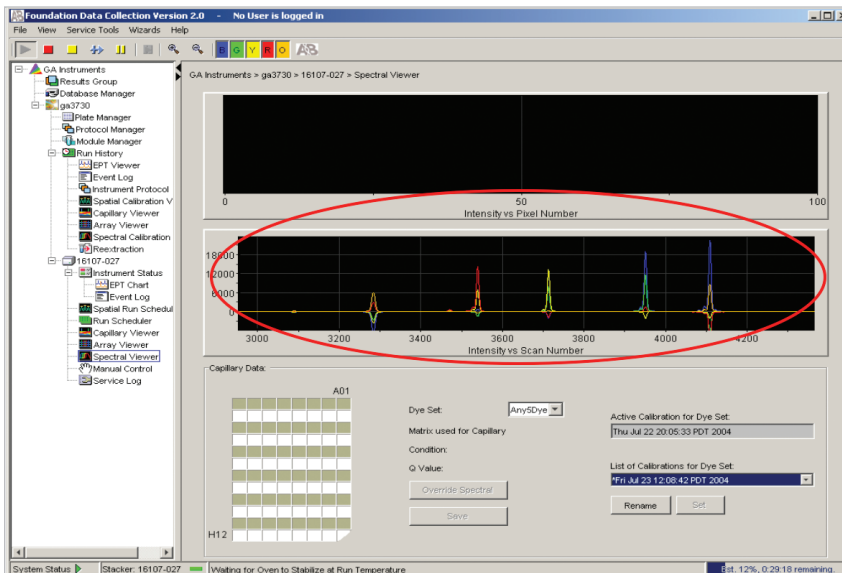 Foundation Data Collection Version 2.0 - No User is logged in
File View Service Tools Wizards Help
B G Y R O AB
GA Instruments
Results Group
Database Manager
ga3730
Plate Manager
Protocol Manager
Module Manager
Run History
EPT Viewer
Event Log
Instrument Protocol
Spatial Calibration V
Capillary Viewer
Array Viewer
Spectral Calibration
Reextraction
16107-027
Instrument Status
EPT Chart
Event Log
Spatial Run Schedul
Run Scheduler
Capillary Viewer
Array Viewer
Spectral Viewer
Manual Control
Service Log
GA Instruments > ga3730 > 16107-027 > Spectral Viewer
0 50 100
Intensity vs Pixel Number
18000
12000
6000
0
3000 3200 3400 3600 3800 4000 4200
Intensity vs Scan Number
Capillary Data:
A01
H12
Dye Set: Any5Dye
Matrix used for Capillary
Condition:
Q Value:
Override Spectral
Save
Active Calibration for Dye Set:
Thu Jul 22 20:05:33 PDT 2004
List of Calibrations for Dye Set:
*Fri Jul 23 12:08:42 PDT 2004
Rename Set
System Status Stacker: 16107-027 Waiting for Oven to Stabilize at Run Temperature Est. 12%, 0:29:18 remaining.